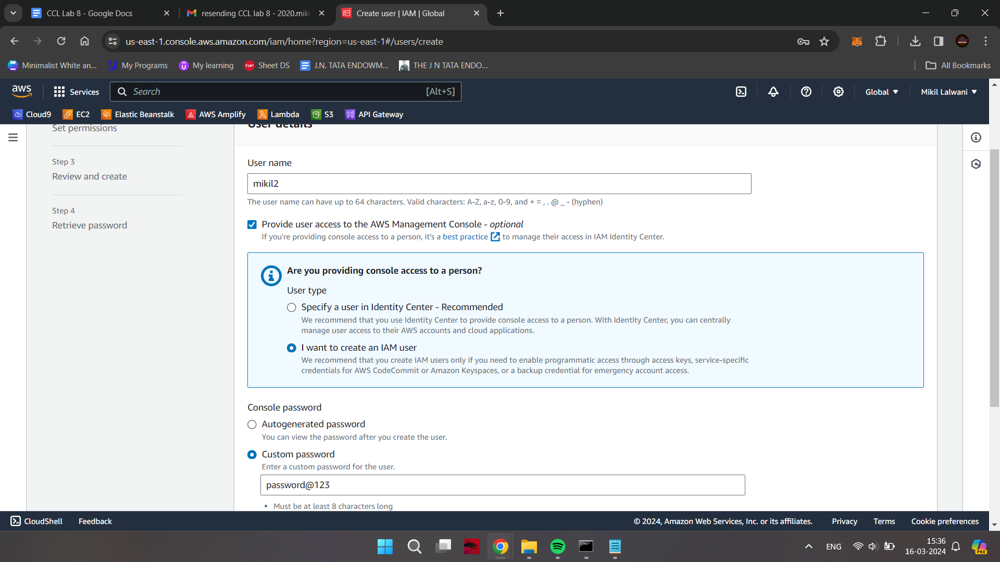 CCL Lab 8 - Google Docs
resending CCL lab 8 - 2020.miki
Create user | IAM | Global
us-east-1.console.aws.amazon.com/iam/home?region=us-east-1#/users/create
Minimalist White an...
My Programs
My learning
TUF
Sheet DS
J.N. TATA ENDOWM...
THE J N TATA ENDO...
All Bookmarks
aws
Services
Search
[Alt+S]
Global
Mikil Lalwani
Cloud9
EC2
Elastic Beanstalk
AWS Amplify
Lambda
S3
API Gateway
Set permissions
Step 3
Review and create
Step 4
Retrieve password
User details
User name
mikil2
The user name can have up to 64 characters. Valid characters: A-Z, a-z, 0-9, and + = , . @ _ - (hyphen)
Provide user access to the AWS Management Console - optional
If you're providing console access to a person, it's a best practice to manage their access in IAM Identity Center.
Are you providing console access to a person?
User type
Specify a user in Identity Center - Recommended
We recommend that you use Identity Center to provide console access to a person. With Identity Center, you can centrally
manage user access to their AWS accounts and cloud applications.
I want to create an IAM user
We recommend that you create IAM users only if you need to enable programmatic access through access keys, service-specific
credentials for AWS CodeCommit or Amazon Keyspaces, or a backup credential for emergency account access.
Console password
Autogenerated password
You can view the password after you create the user.
Custom password
Enter a custom password for the user.
password@123
• Must be at least 8 characters long
CloudShell
Feedback
© 2024, Amazon Web Services, Inc. or its affiliates.
Privacy
Terms
Cookie preferences
ENG
15:36
16-03-2024
PRE